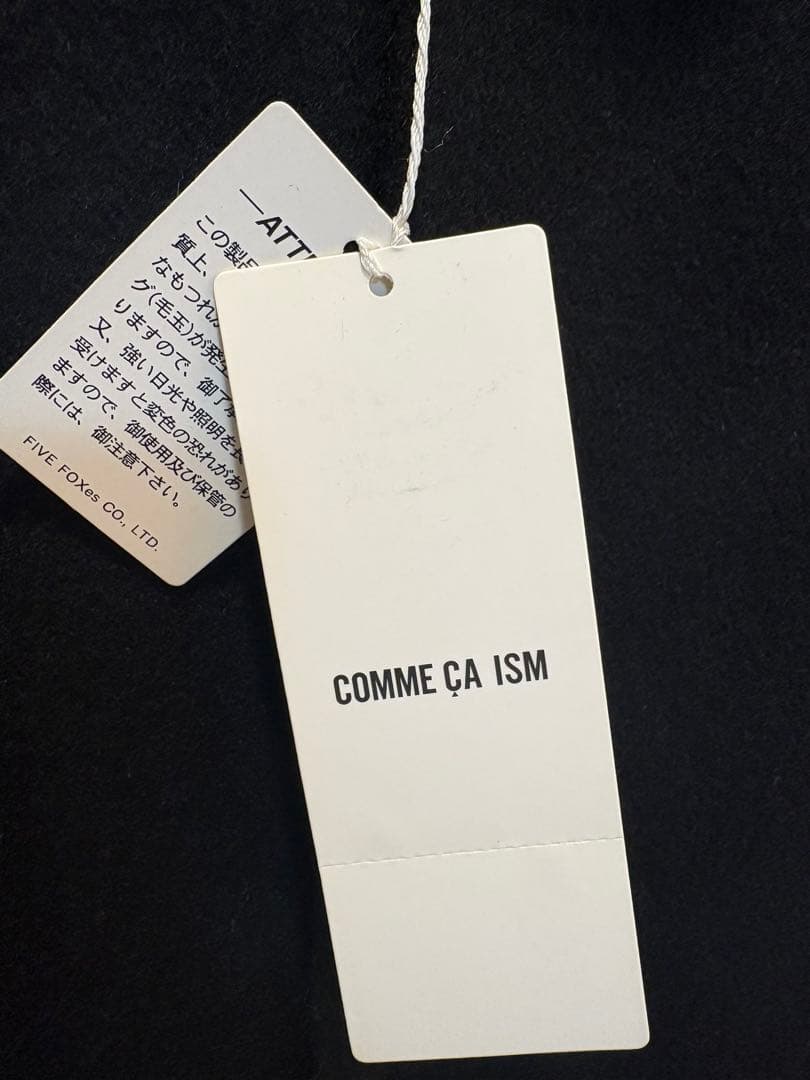 この製
質上、
なもつれ
グ(毛玉)が発
りますので、御了
又、強い日光や照明を
受けますと変色の恐れがあり
ますので、御使用及び保管の
際には、御注意下さい。
FIVE FOXes CO., LTD.
COMME ÇA ISM